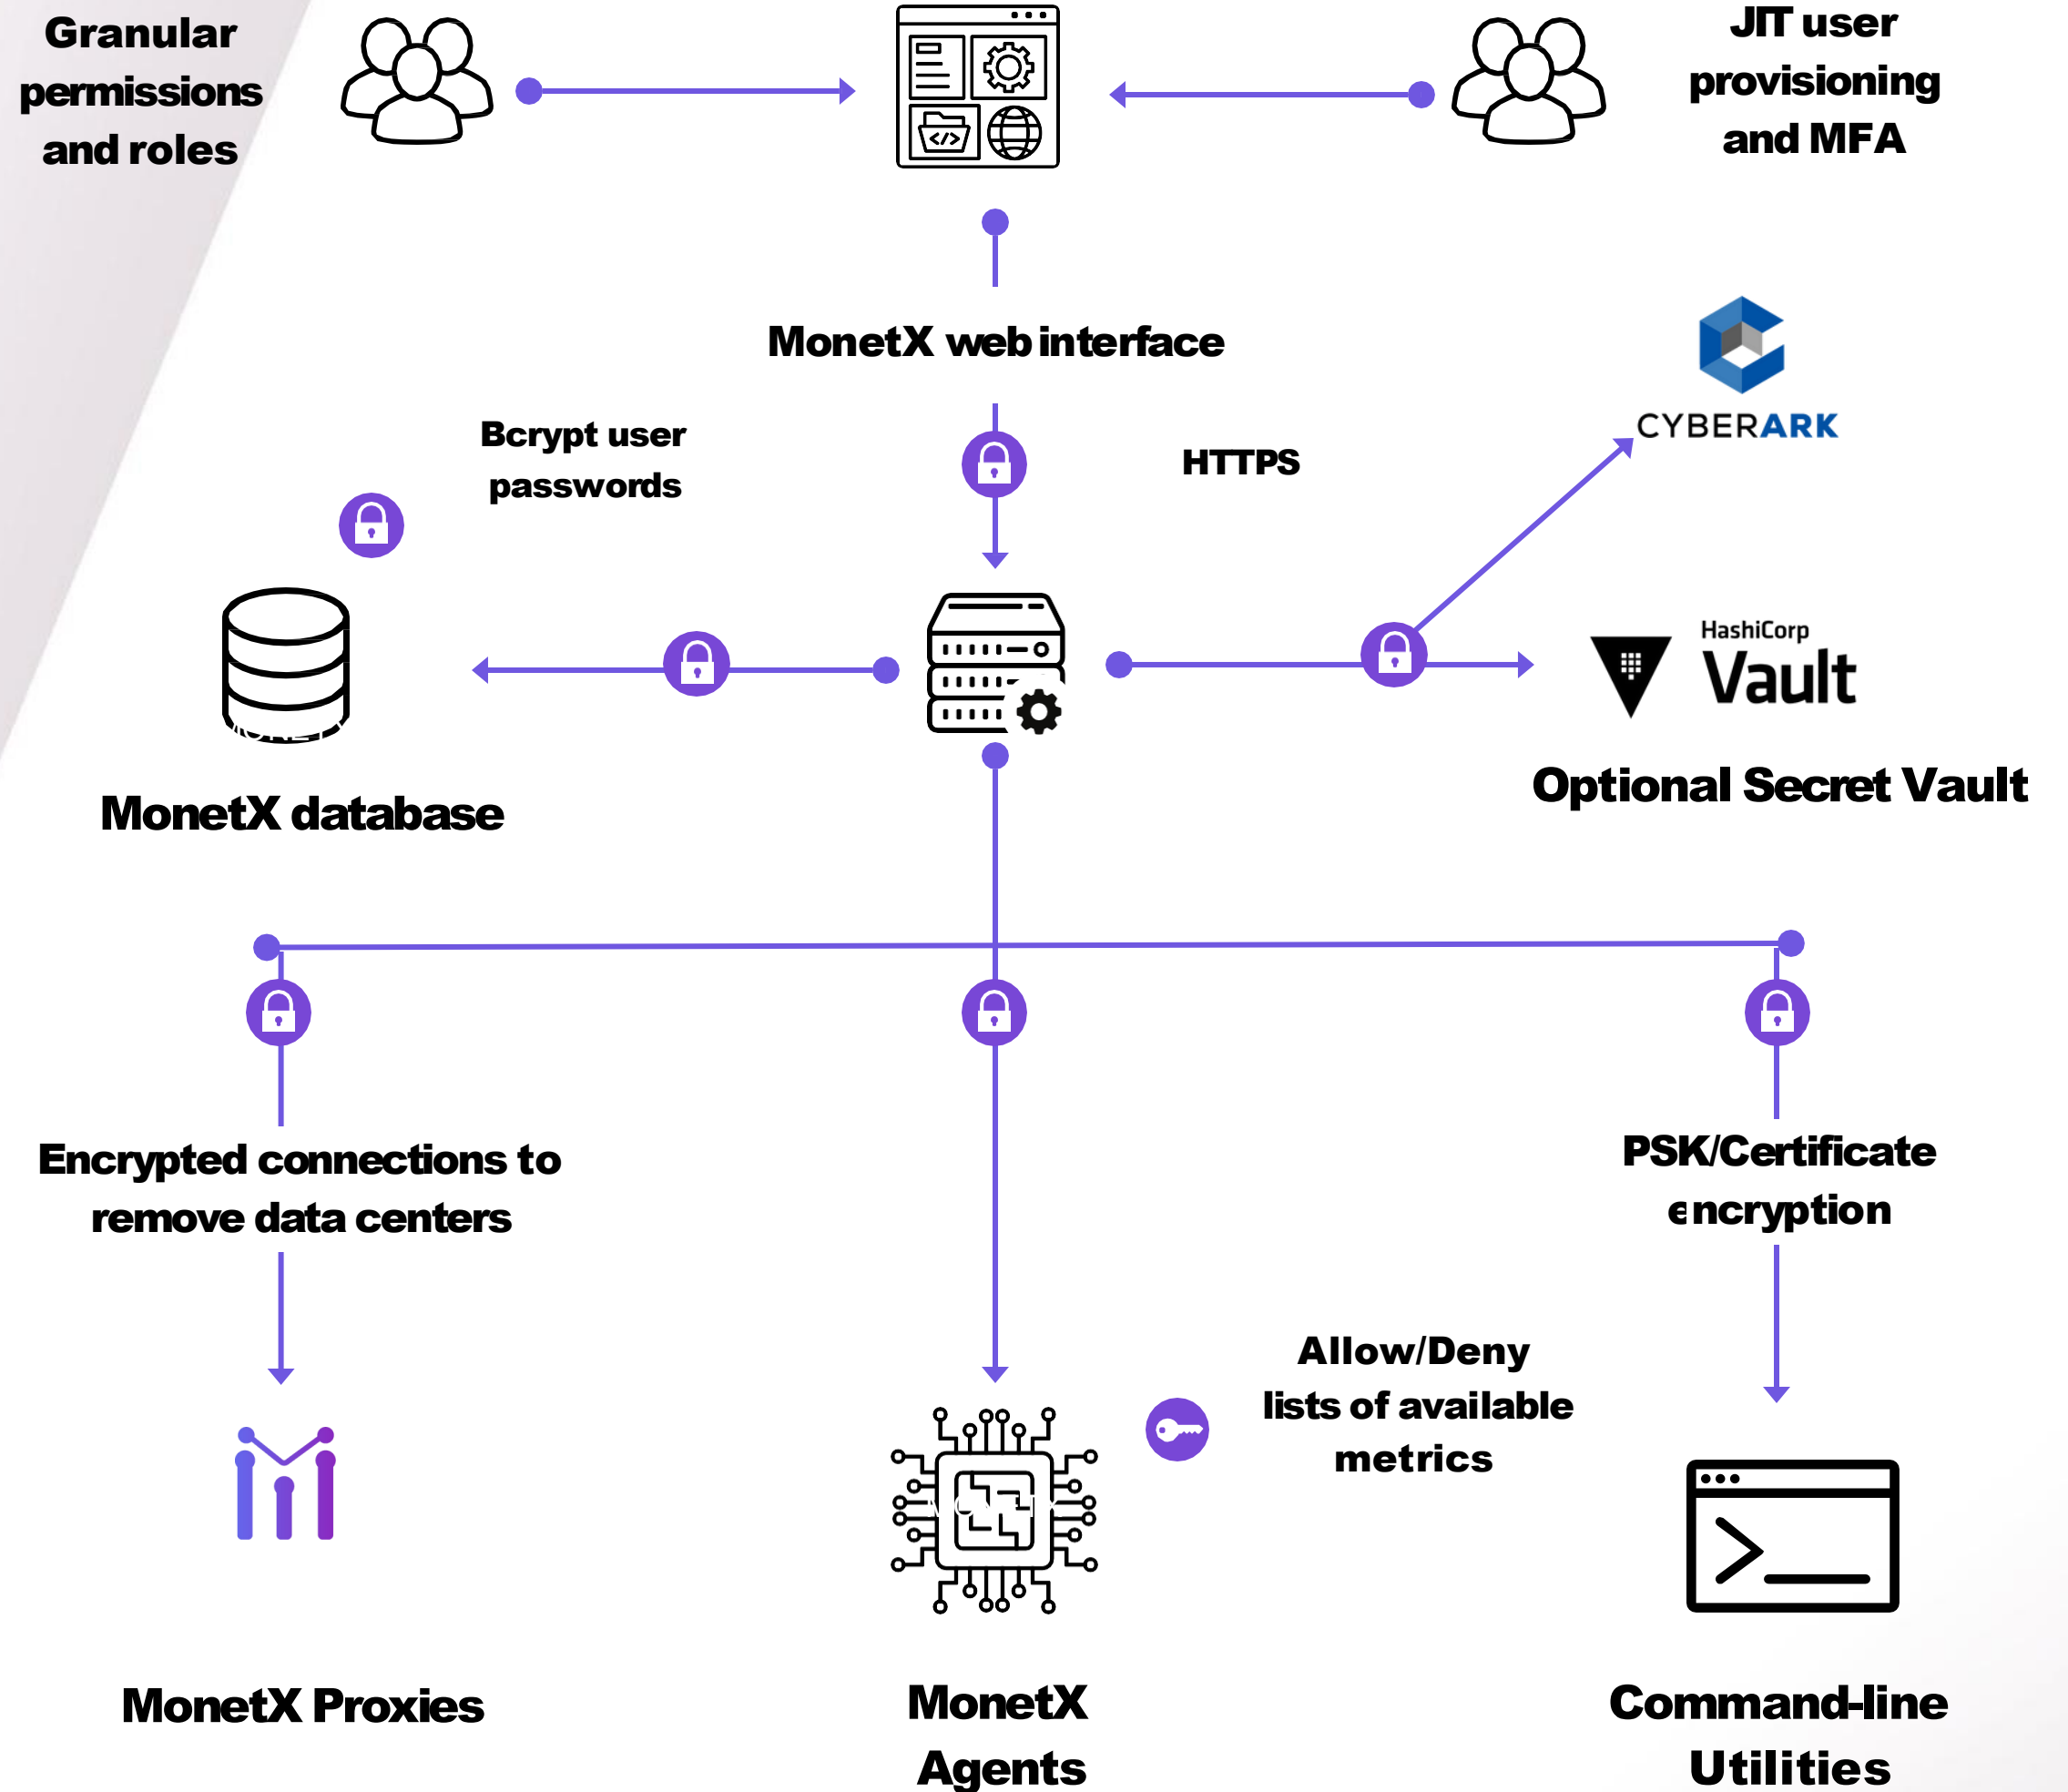 Granular
permissions
and roles
JIT user
provisioning
and MFA
MonetX web interface
CYBERARK
Bcrypt user
passwords
HTTPS
HashiCorp
Vault
MONETX
MonetX database
Optional Secret Vault
Encrypted connections to
remove data centers
PSK/Certificate
encryption
Allow/Deny
lists of available
metrics
</>
MONETX
MonetX Proxies
MonetX
Agents
Command-line
Utilities